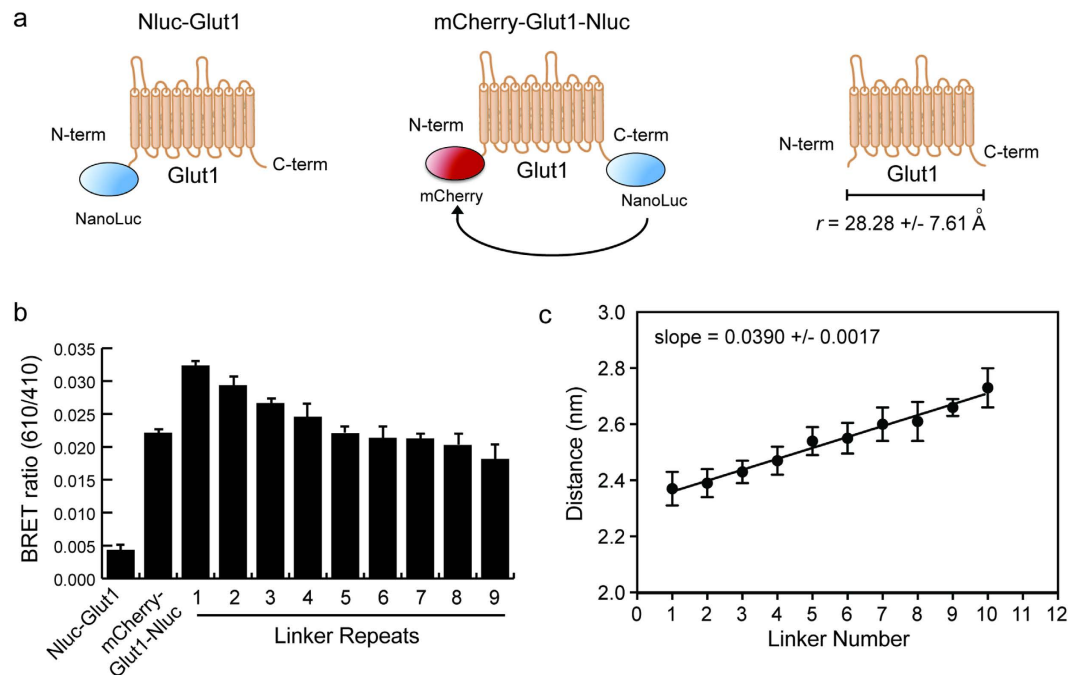 a
Nluc-Glut1
mCherry-Glut1-Nluc
N-term
C-term
Glut1
NanoLuc
N-term
C-term
Glut1
mCherry
NanoLuc
N-term
C-term
Glut1
r = 28.28 +/- 7.61 Å
b
BRET ratio (610/410)
0.035
0.030
0.025
0.020
0.015
0.010
0.005
0.000
Nluc-Glut1
mCherry-
Glut1-Nluc
1 2 3 4 5 6 7 8 9
Linker Repeats
c
slope = 0.0390 +/- 0.0017
Distance (nm)
3.0
2.8
2.6
2.4
2.2
2.0
0 1 2 3 4 5 6 7 8 9 10 11 12
Linker Number